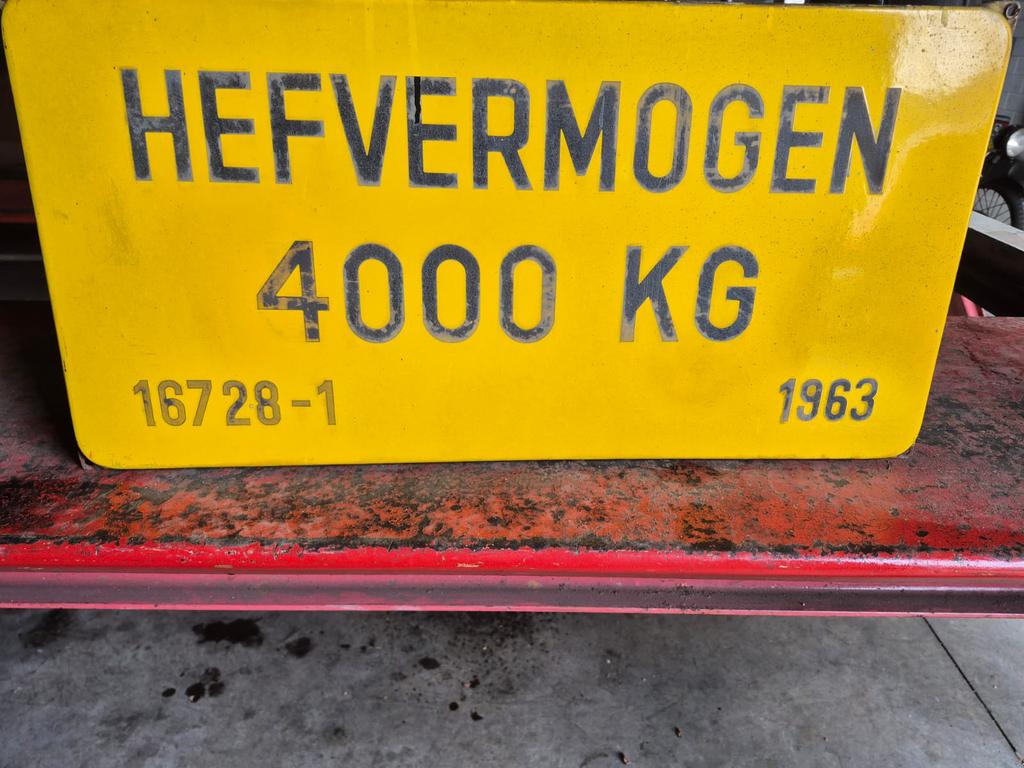 HEFVERMOGEN
4000 KG
16728-1 1963